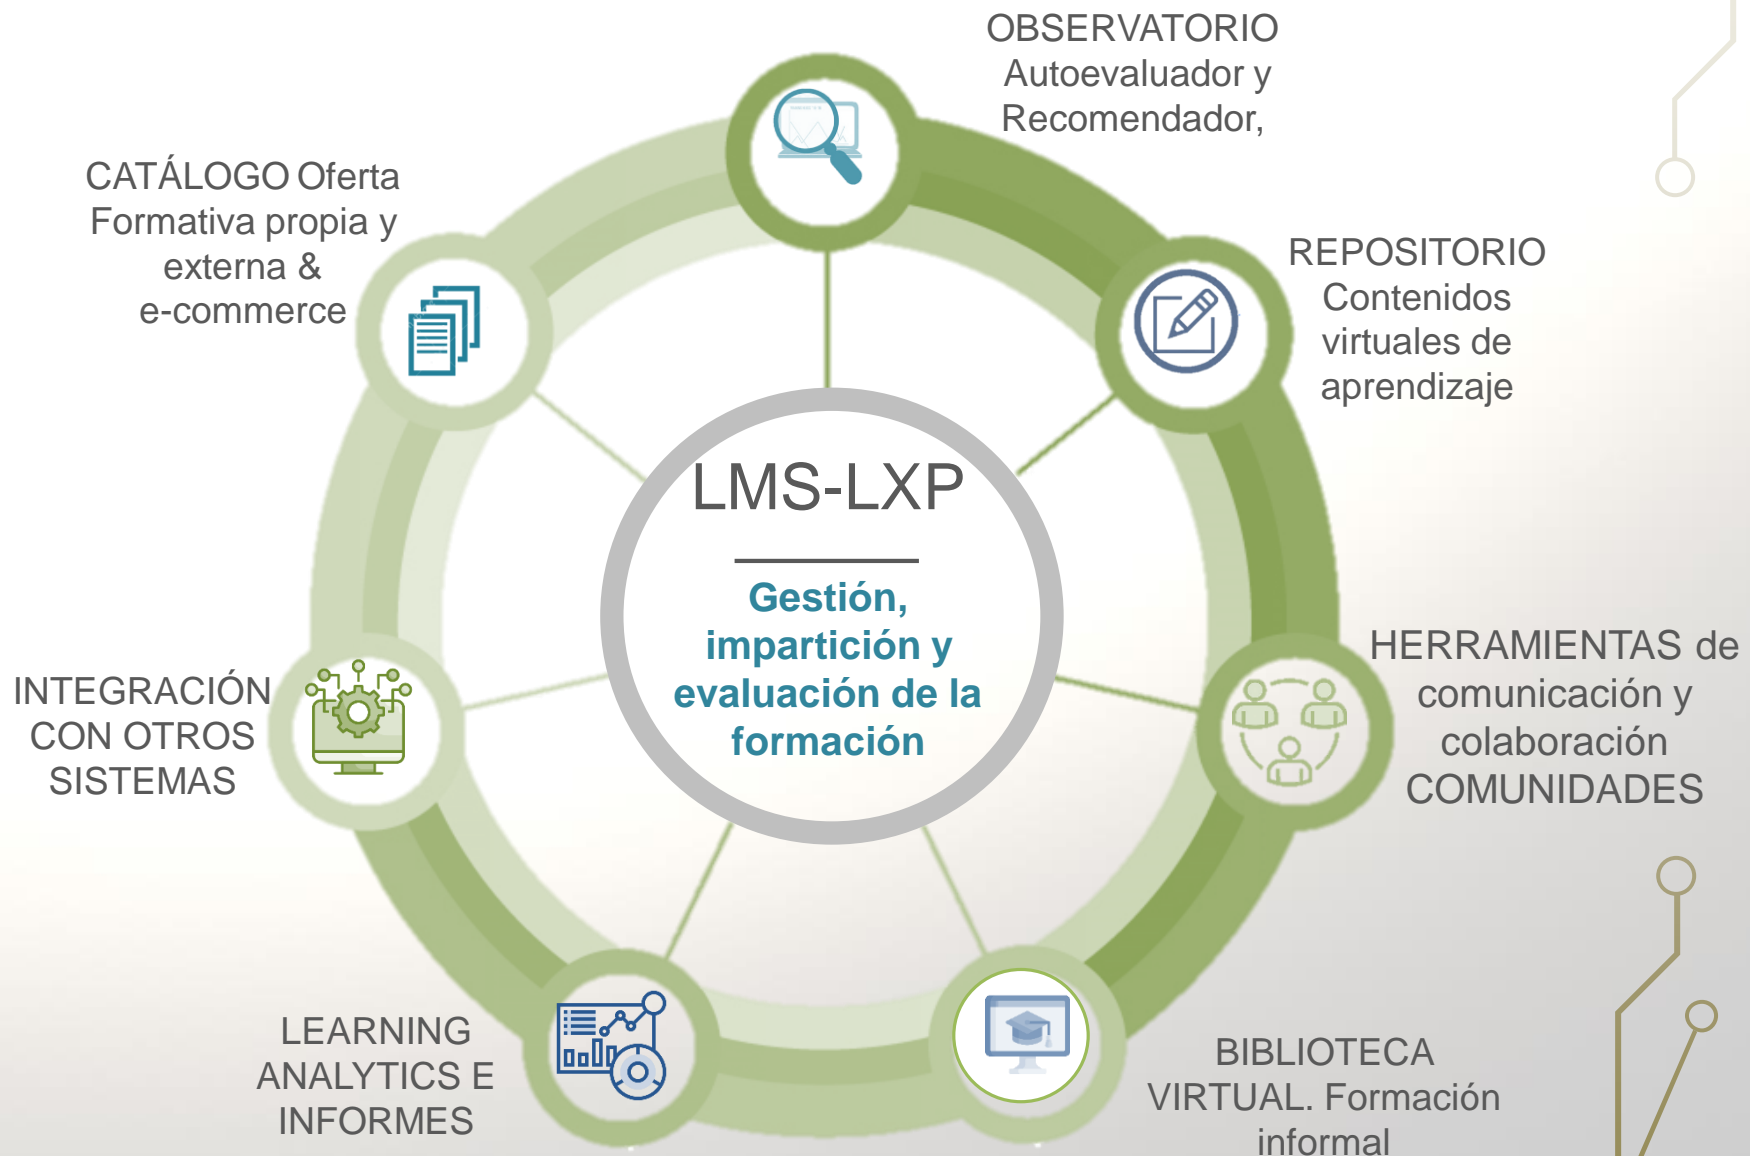 OBSERVATORIO
Autoevaluador y
Recomendador,
CATÁLOGO Oferta
Formativa propia y
externa &
e-commerce
REPOSITORIO
Contenidos
virtuales de
aprendizaje
LMS-LXP
Gestión,
impartición y
evaluación de la
formación
HERRAMIENTAS de
comunicación y
colaboración
COMUNIDADES
INTEGRACIÓN
CON OTROS
SISTEMAS
LEARNING
ANALYTICS E
INFORMES
BIBLIOTECA
VIRTUAL. Formación
informal